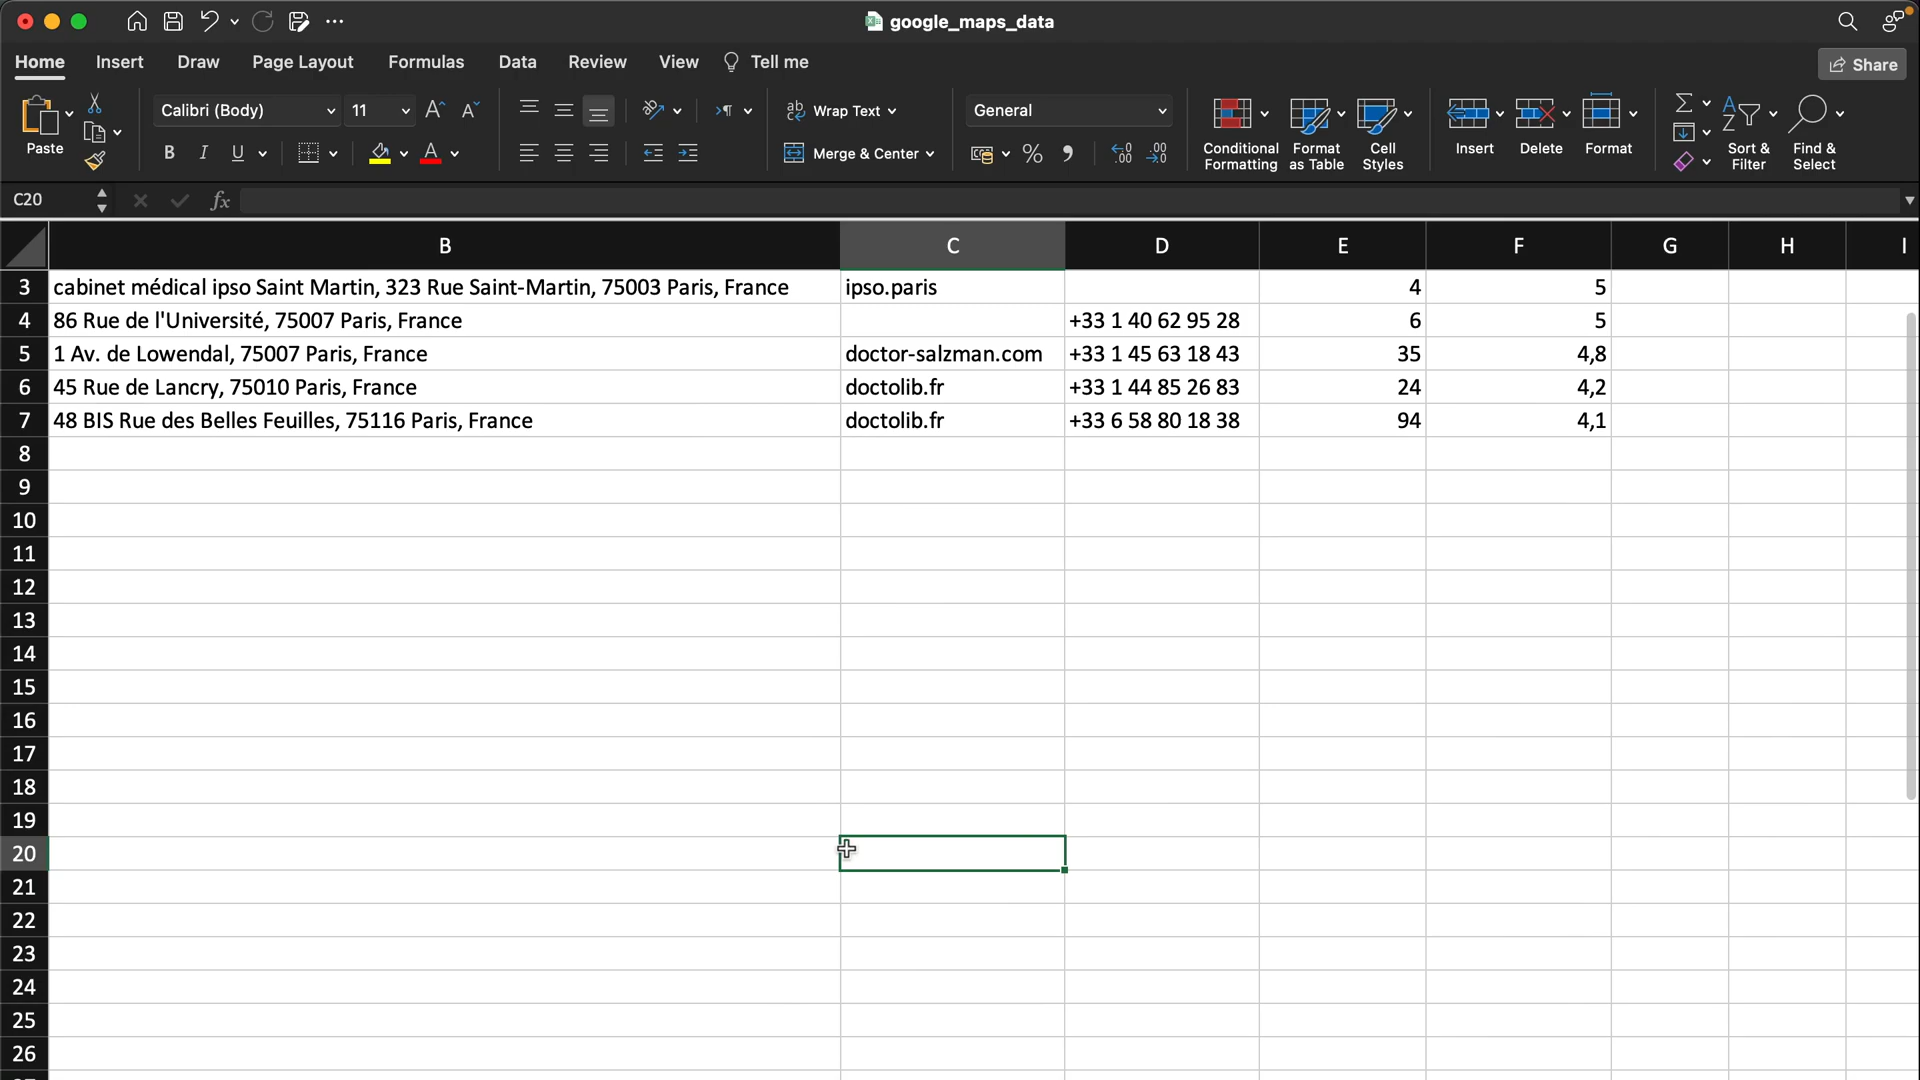 google_maps_data
Home Insert Draw Page Layout Formulas Data Review View Tell me Share
Paste Calibri (Body) 11 A^ A˅ ab Wrap Text General
B I U A Merge & Center % 9 ←.0 .00 .00 →.0
Conditional Formatting Format as Table Cell Styles Insert Delete Format Σ A Z Sort & Filter Find & Select
C20 fx
B C D E F G H I
3 cabinet médical ipso Saint Martin, 323 Rue Saint-Martin, 75003 Paris, France ipso.paris 4 5
4 86 Rue de l'Université, 75007 Paris, France +33 1 40 62 95 28 6 5
5 1 Av. de Lowendal, 75007 Paris, France doctor-salzman.com +33 1 45 63 18 43 35 4,8
6 45 Rue de Lancry, 75010 Paris, France doctolib.fr +33 1 44 85 26 83 24 4,2
7 48 BIS Rue des Belles Feuilles, 75116 Paris, France doctolib.fr +33 6 58 80 18 38 94 4,1
8
9
10
11
12
13
14
15
16
17
18
19
20
21
22
23
24
25
26